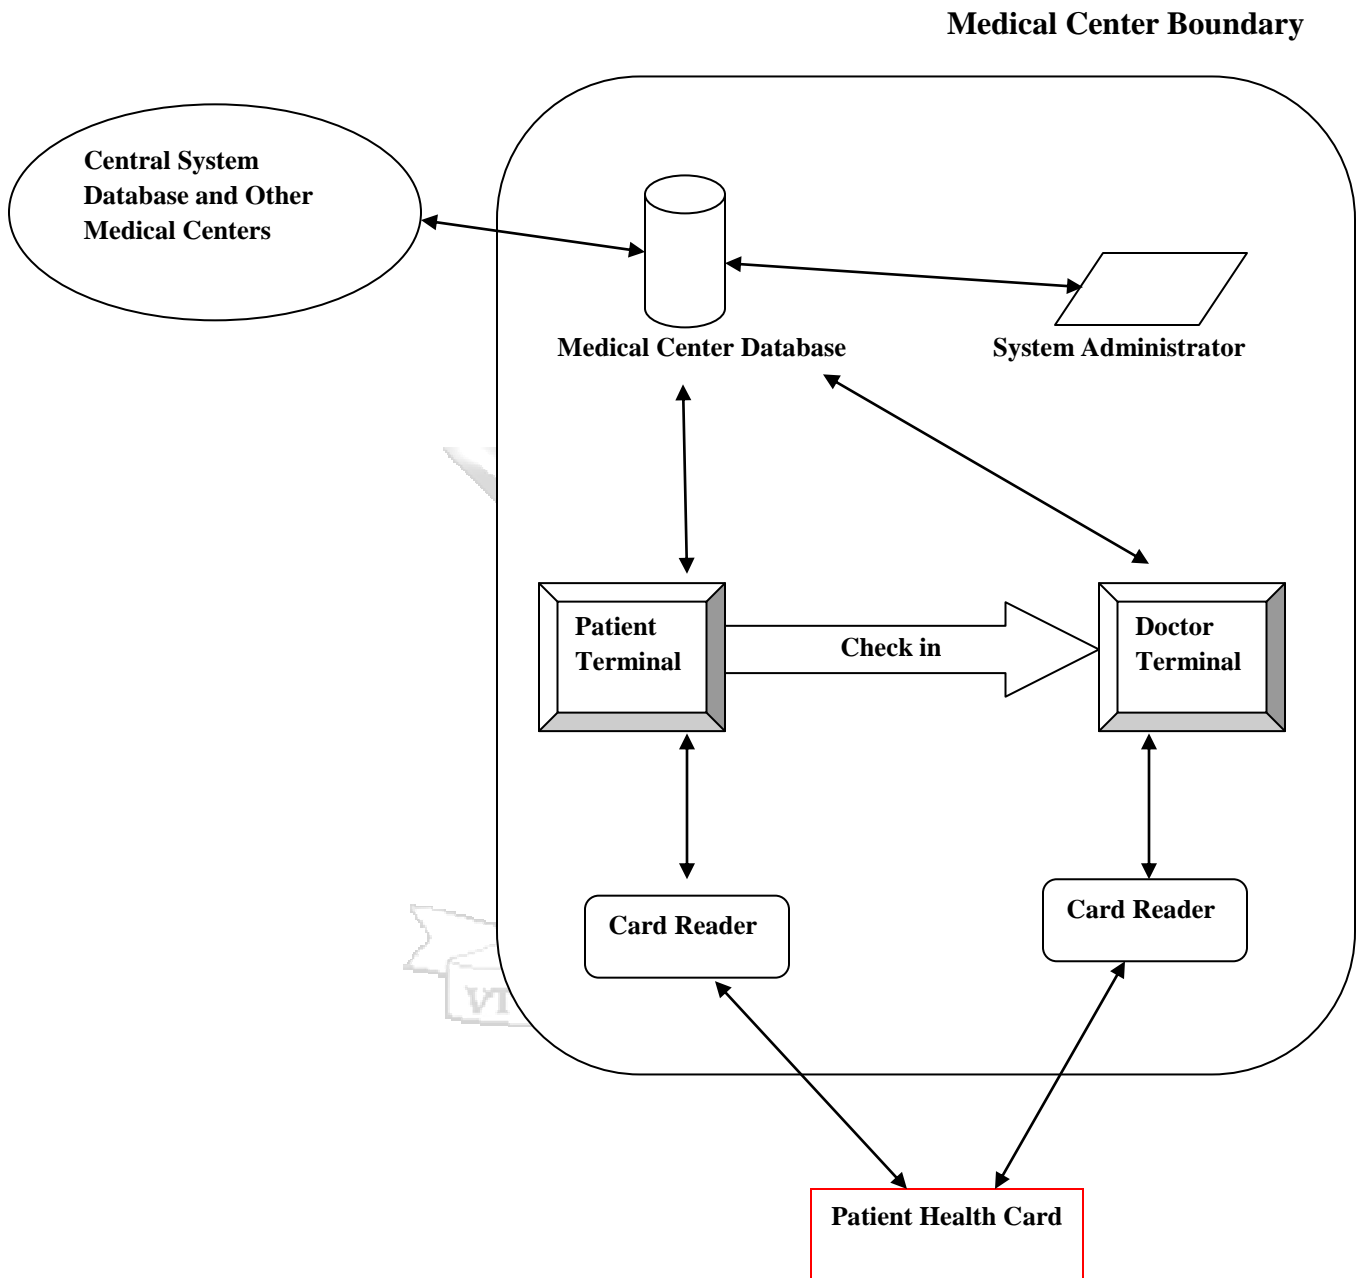 Medical Center Boundary
Central System
Database and Other
Medical Centers
Medical Center Database
System Administrator
Patient
Terminal
Check in
Doctor
Terminal
Card Reader
Card Reader
VT
Patient Health Card